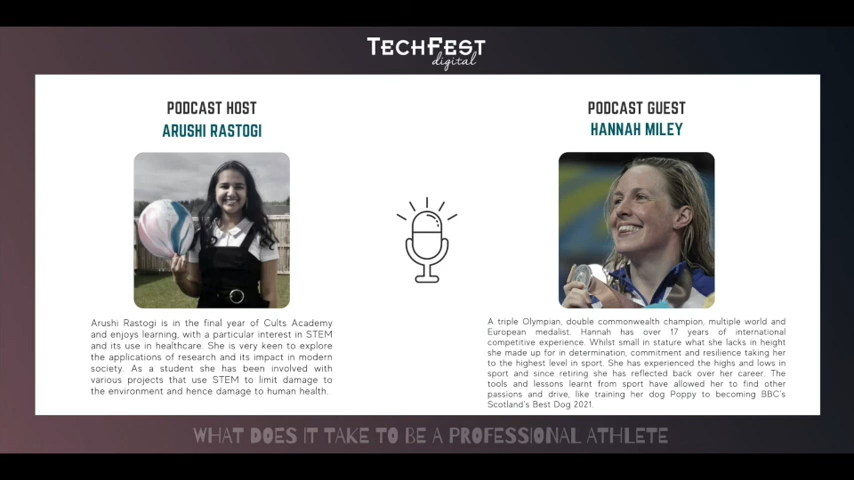 TECHFEST
digital
PODCAST HOST
ARUSHI RASTOGI
Arushi Rastogi is in the final year of Cults Academy
and enjoys learning, with a particular interest in STEM
and its use in healthcare. She is very keen to explore
the applications of research and its impact in modern
society. As a student she has been involved with
various projects that use STEM to limit damage to
the environment and hence damage to human health.
PODCAST GUEST
HANNAH MILEY
A triple Olympian, double commonwealth champion, multiple world and
European medalist. Hannah has over 17 years of international
competitive experience. Whilst small in stature what she lacks in height
she made up for in determination, commitment and resilience taking her
to the highest level in sport. She has experienced the highs and lows in
sport and since retiring she has reflected back over her career. The
tools and lessons learnt from sport have allowed her to find other
passions and drive, like training her dog Poppy to becoming BBC's
Scotland's Best Dog 2021.
WHAT DOES IT TAKE TO BE A PROFESSIONAL ATHLETE